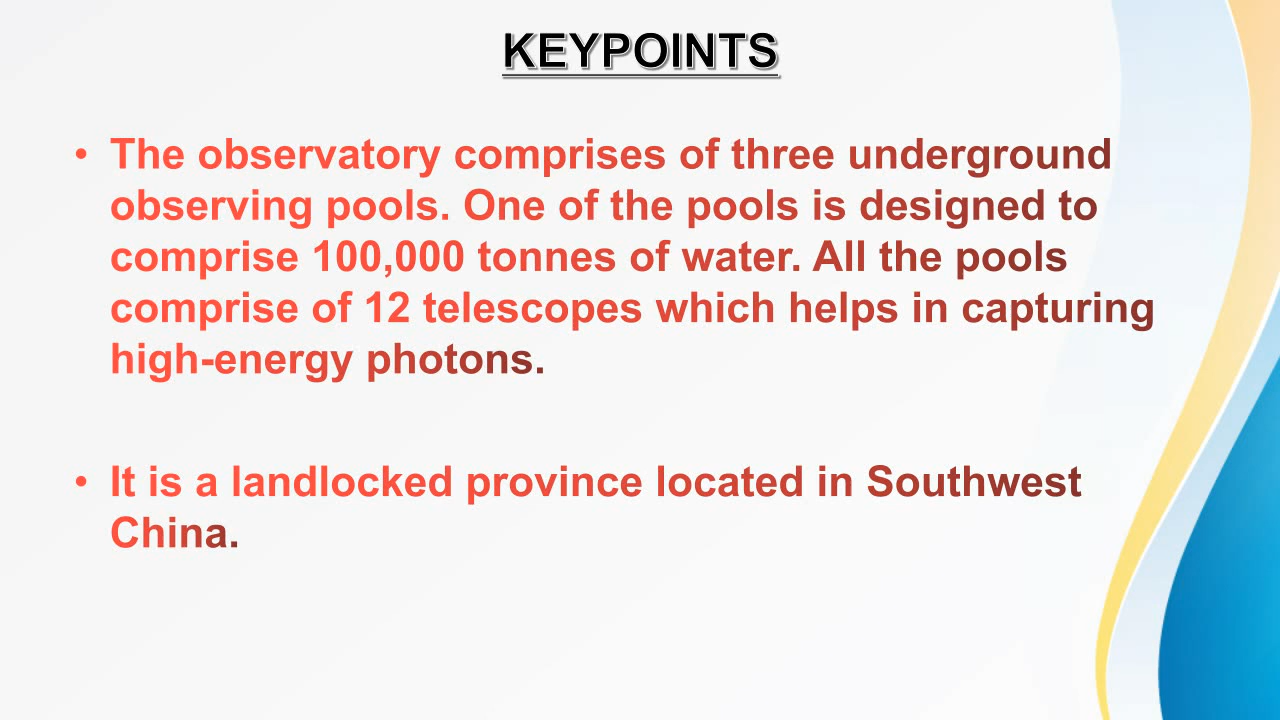 KEYPOINTS
• The observatory comprises of three underground
observing pools. One of the pools is designed to
comprise 100,000 tonnes of water. All the pools
comprise of 12 telescopes which helps in capturing
high-energy photons.
• It is a landlocked province located in Southwest
China.